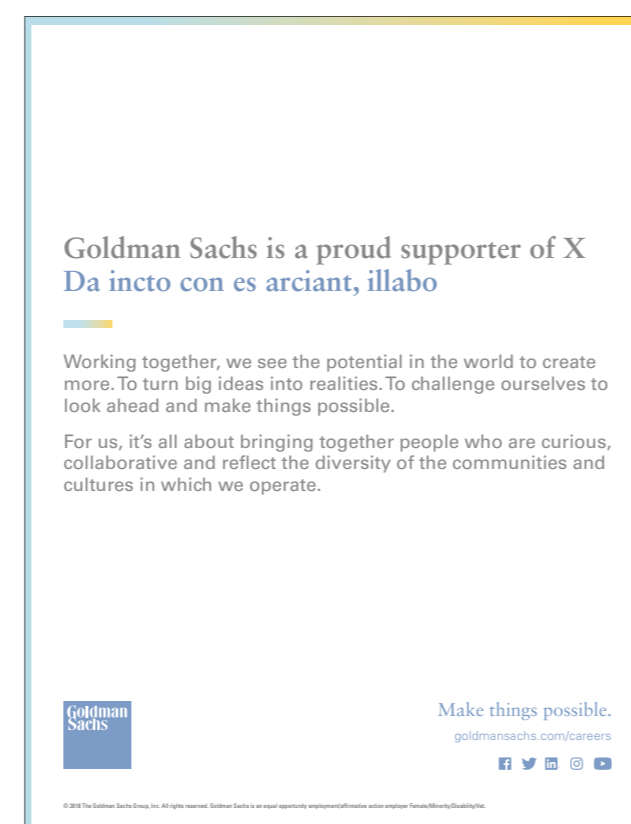 Goldman Sachs is a proud supporter of X
Da incto con es arciant, illabo
Working together, we see the potential in the world to create
more. To turn big ideas into realities. To challenge ourselves to
look ahead and make things possible.
For us, it’s all about bringing together people who are curious,
collaborative and reflect the diversity of the communities and
cultures in which we operate.
Goldman
Sachs
Make things possible.
goldmansachs.com/careers
© 2018 The Goldman Sachs Group, Inc. All rights reserved. Goldman Sachs is an equal opportunity employment/affirmative action employer Female/Minority/Disability/Vet.